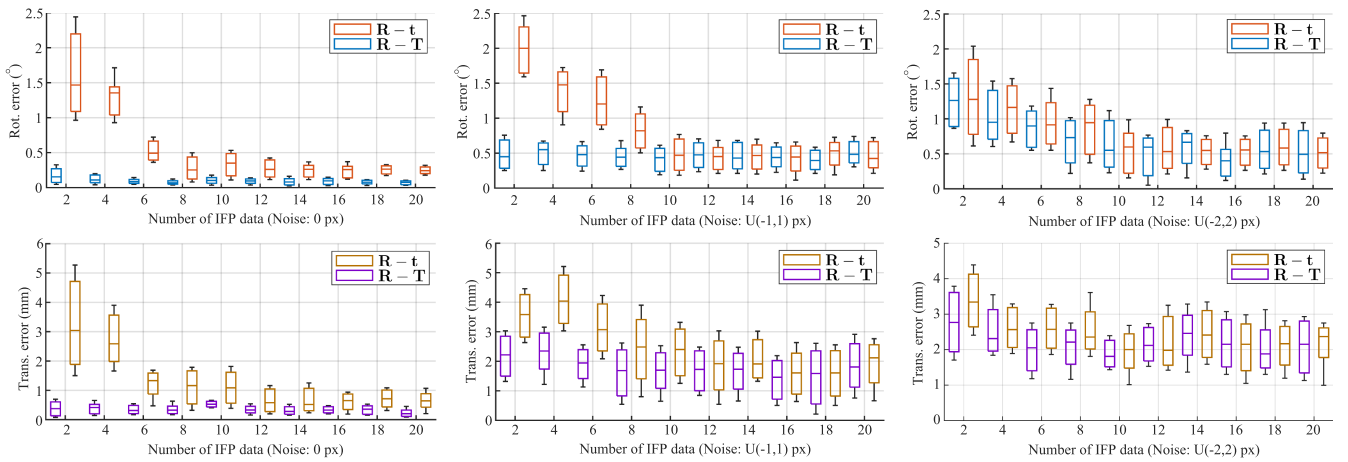 2.5
2
1.5
1
0.5
0
Rot. error (°)
R − t
R − T
2 4 6 8 10 12 14 16 18 20
Number of IFP data (Noise: 0 px)
2.5
2
1.5
1
0.5
0
Rot. error (°)
R − t
R − T
2 4 6 8 10 12 14 16 18 20
Number of IFP data (Noise: U(-1,1) px)
2.5
2
1.5
1
0.5
0
Rot. error (°)
R − t
R − T
2 4 6 8 10 12 14 16 18 20
Number of IFP data (Noise: U(-2,2) px)
6
5
4
3
2
1
0
Trans. error (mm)
R − t
R − T
2 4 6 8 10 12 14 16 18 20
Number of IFP data (Noise: 0 px)
6
5
4
3
2
1
0
Trans. error (mm)
R − t
R − T
2 4 6 8 10 12 14 16 18 20
Number of IFP data (Noise: U(-1,1) px)
5
4
3
2
1
0
Trans. error (mm)
R − t
R − T
2 4 6 8 10 12 14 16 18 20
Number of IFP data (Noise: U(-2,2) px)